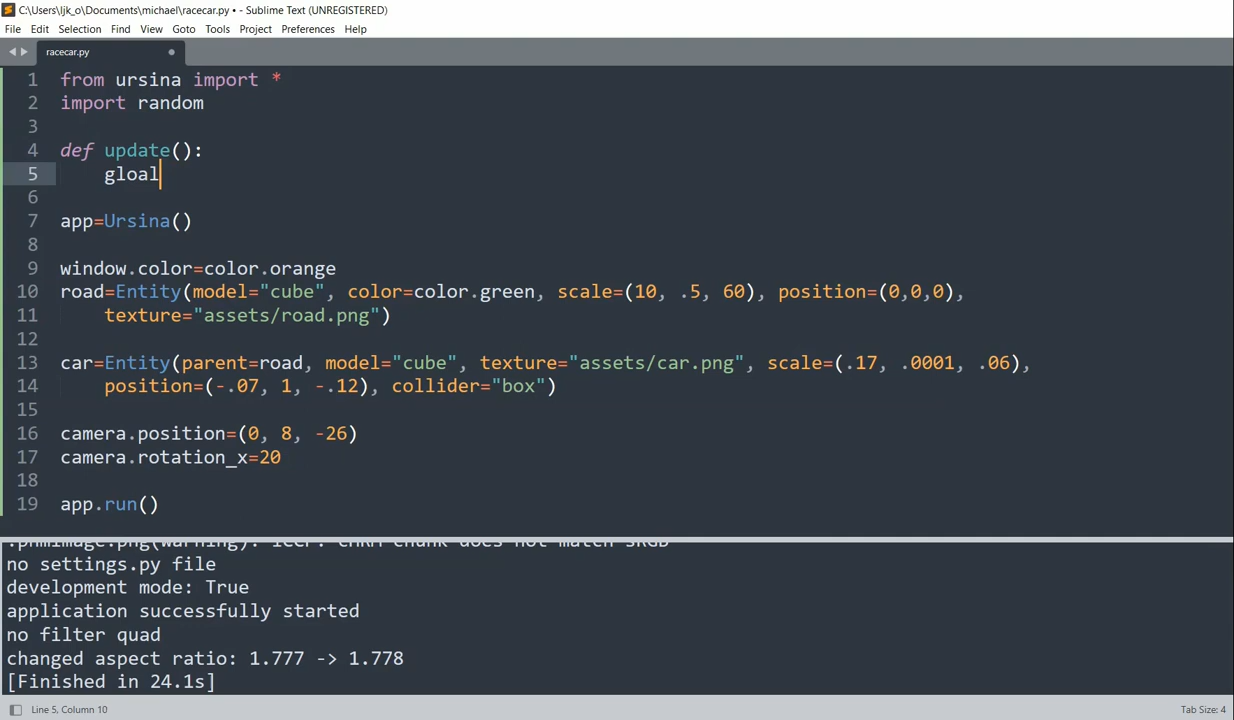 C:\Users\ljk_o\Documents\michael\racecar.py • - Sublime Text (UNREGISTERED)
File Edit Selection Find View Goto Tools Project Preferences Help
racecar.py
1 from ursina import *
2 import random
3
4 def update():
5     gloal
6
7 app=Ursina()
8
9 window.color=color.orange
10 road=Entity(model="cube", color=color.green, scale=(10, .5, 60), position=(0,0,0),
11     texture="assets/road.png")
12
13 car=Entity(parent=road, model="cube", texture="assets/car.png", scale=(.17, .0001, .06),
14     position=(-.07, 1, -.12), collider="box")
15
16 camera.position=(0, 8, -26)
17 camera.rotation_x=20
18
19 app.run()
:pnmimage:png(warning): iCCP: cHRM chunk does not match sRGB
no settings.py file
development mode: True
application successfully started
no filter quad
changed aspect ratio: 1.777 -> 1.778
[Finished in 24.1s]
Line 5, Column 10
Tab Size: 4